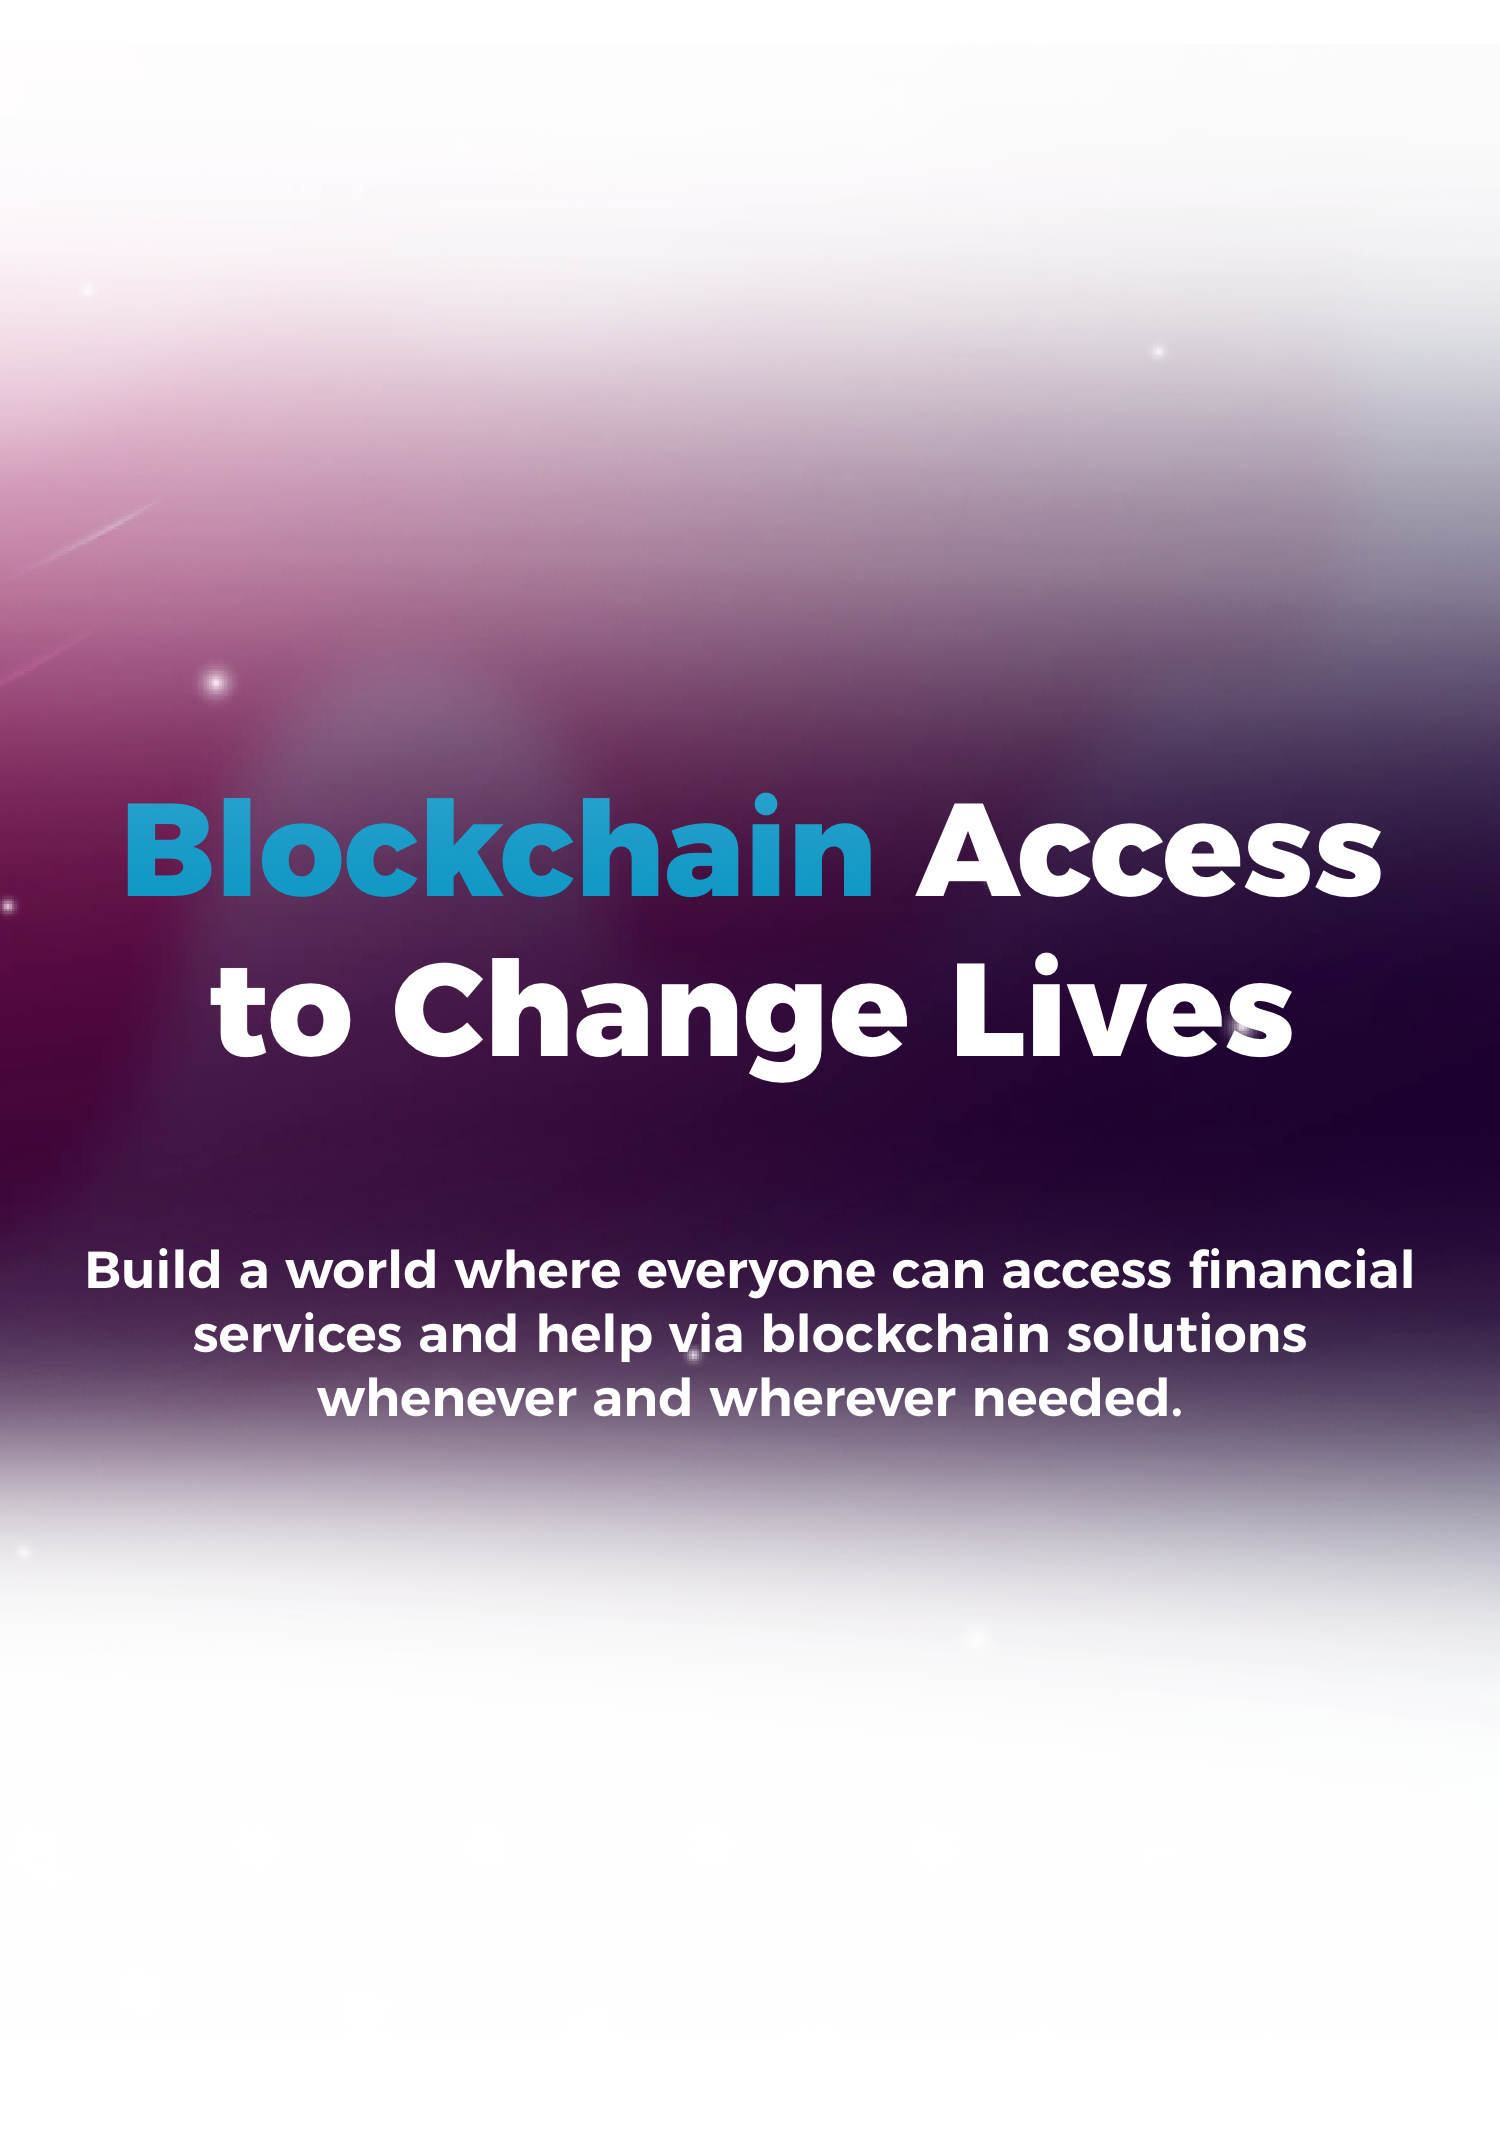 Blockchain Access
to Change Lives
Build a world where everyone can access financial
services and help via blockchain solutions
whenever and wherever needed.